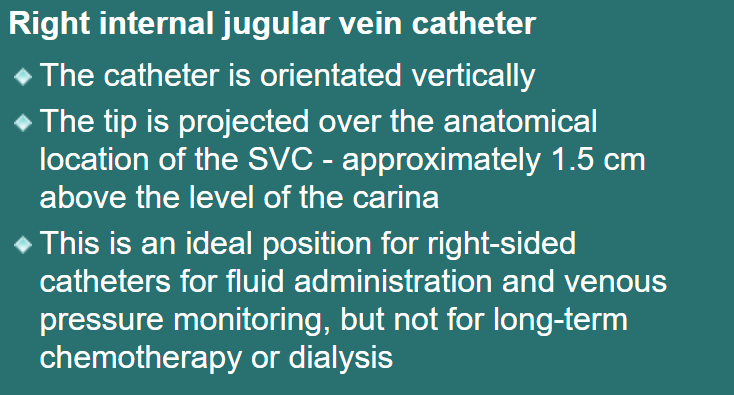 Right internal jugular vein catheter
The catheter is orientated vertically
The tip is projected over the anatomical
location of the SVC - approximately 1.5 cm
above the level of the carina
This is an ideal position for right-sided
catheters for fluid administration and venous
pressure monitoring, but not for long-term
chemotherapy or dialysis